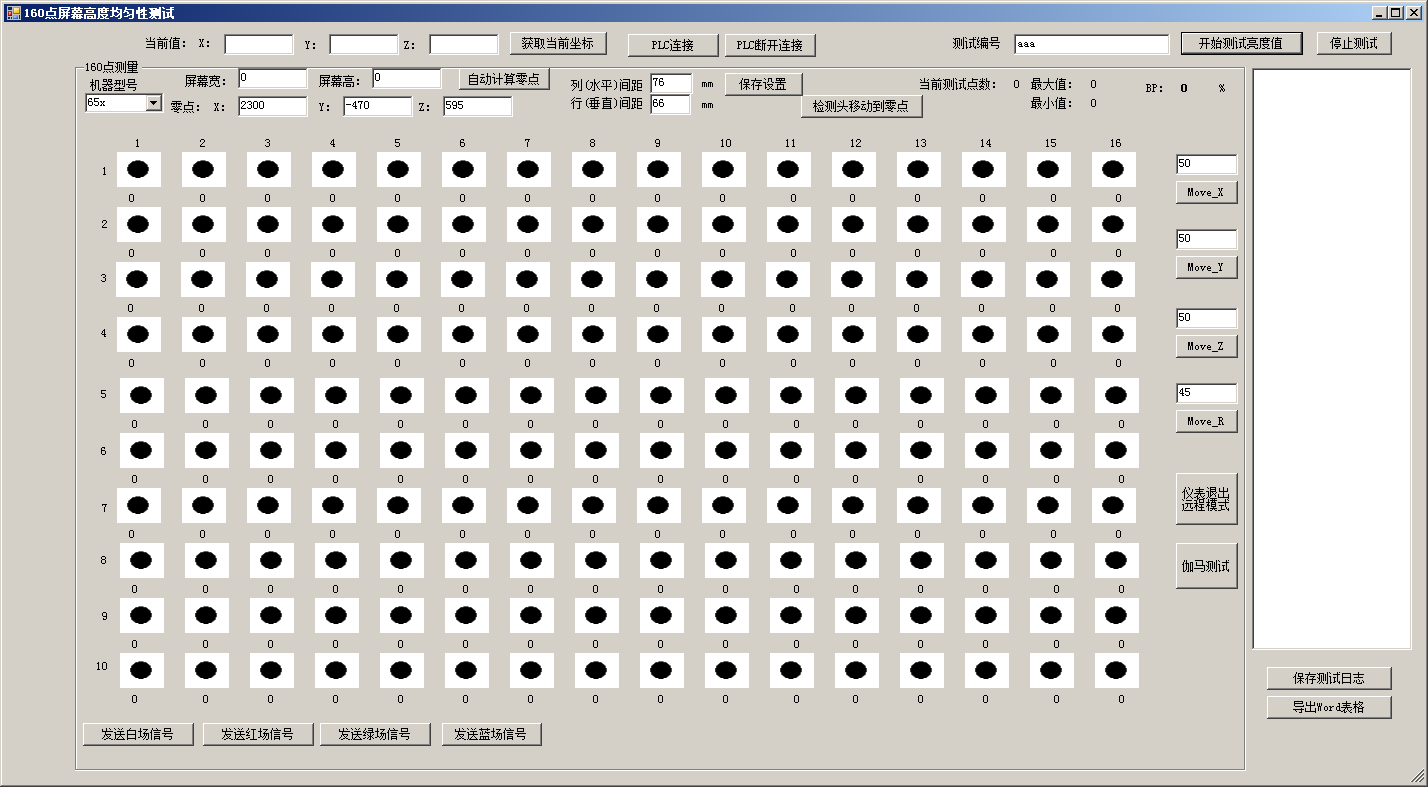 160点屏幕高度均匀性测试
当前值: X: Y: Z: 获取当前坐标 PLC连接 PLC断开连接 测试编号 aaa 开始测试亮度值 停止测试
160点测量
机器型号 屏幕宽: 0 屏幕高: 0 自动计算零点 列(水平)间距 76 mm 保存设置 当前测试点数: 0 最大值: 0 BP: 0 %
65x 零点: X: 2300 Y: -470 Z: 595 行(垂直)间距 66 mm 检测头移动到零点 最小值: 0
1 2 3 4 5 6 7 8 9 10 11 12 13 14 15 16
1 50
Move_X
0 0 0 0 0 0 0 0 0 0 0 0 0 0 0 0
2 50
0 0 0 0 0 0 0 0 0 0 0 0 0 0 0 0
Move_Y
3
0 0 0 0 0 0 0 0 0 0 0 0 0 0 0 0
50
4 Move_Z
0 0 0 0 0 0 0 0 0 0 0 0 0 0 0 0
5 45
0 0 0 0 0 0 0 0 0 0 0 0 0 0 0 0
Move_R
6
0 0 0 0 0 0 0 0 0 0 0 0 0 0 0 0
7 仪表退出
远程模式
0 0 0 0 0 0 0 0 0 0 0 0 0 0 0 0
8 伽马测试
0 0 0 0 0 0 0 0 0 0 0 0 0 0 0 0
9
0 0 0 0 0 0 0 0 0 0 0 0 0 0 0 0
10
0 0 0 0 0 0 0 0 0 0 0 0 0 0 0 0
保存测试日志
导出Word表格
发送白场信号 发送红场信号 发送绿场信号 发送蓝场信号